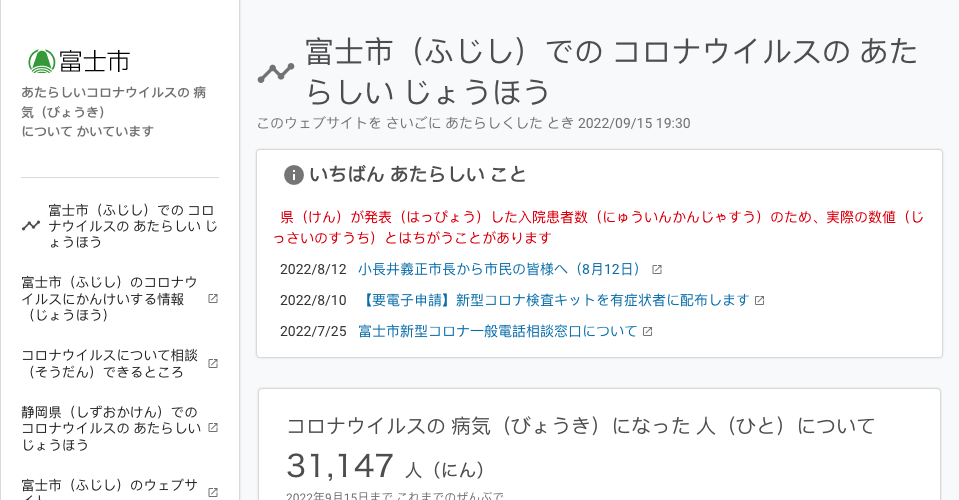 富士市
あたらしいコロナウイルスの 病
気（びょうき）
について かいています
富士市（ふじし）での コロ
ナウイルスの あたらしい じ
ょうほう
富士市（ふじし）のコロナウ
イルスにかんけいする情報
（じょうほう）
コロナウイルスについて相談
（そうだん）できるところ
静岡県（しずおかけん）での
コロナウイルスの あたらしい
じょうほう
富士市（ふじし）のウェブサ
イト
富士市（ふじし）での コロナウイルスの あた
らしい じょうほう
このウェブサイトを さいごに あたらしくした とき 2022/09/15 19:30
いちばん あたらしい こと
県（けん）が発表（はっぴょう）した入院患者数（にゅういんかんじゃすう）のため、実際の数値（じ
っさいのすうち）とはちがうことがあります
2022/8/12 小長井義正市長から市民の皆様へ（8月12日）
2022/8/10 【要電子申請】新型コロナ検査キットを有症状者に配布します
2022/7/25 富士市新型コロナ一般電話相談窓口について
コロナウイルスの 病気（びょうき）になった 人（ひと）について
31,147 人（にん）
2022年9月15日まで これまでのぜんぶで